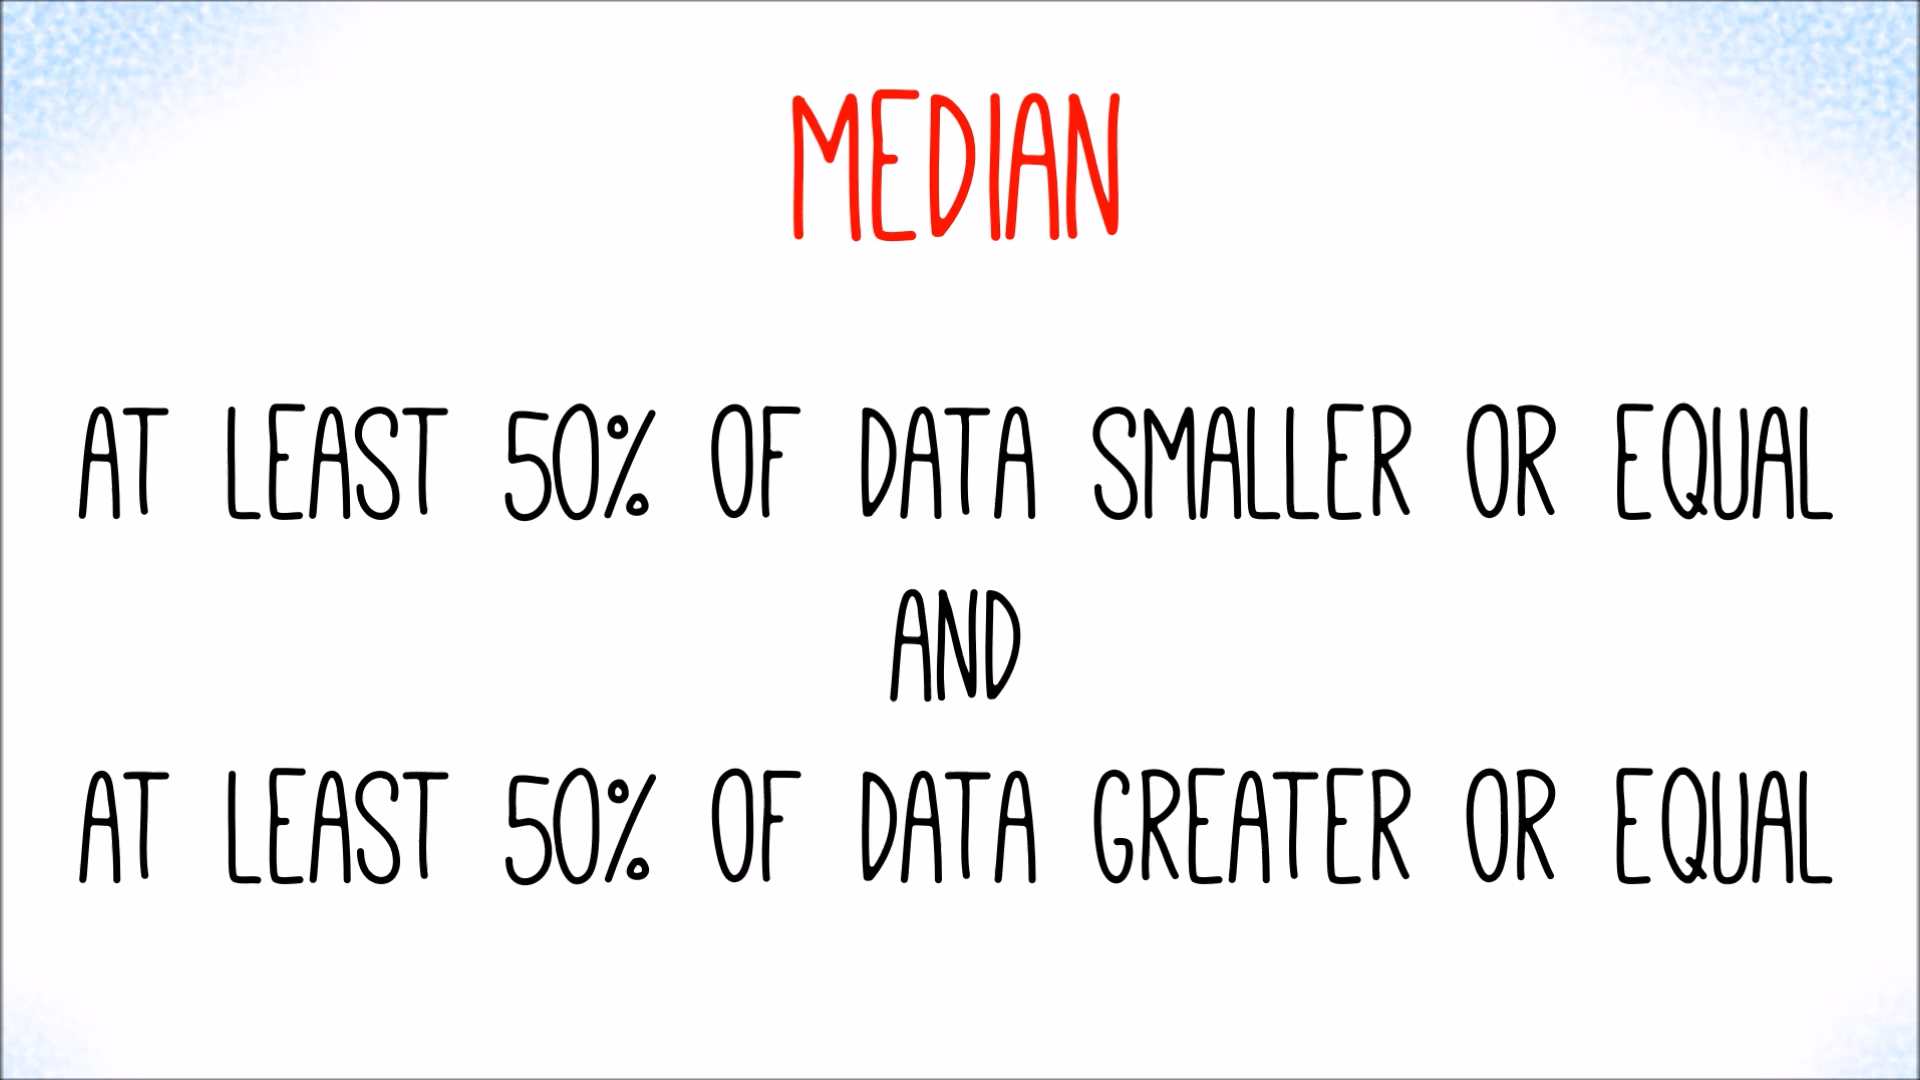 MEDIAN
AT LEAST 50% OF DATA SMALLER OR EQUAL
AND
AT LEAST 50% OF DATA GREATER OR EQUAL